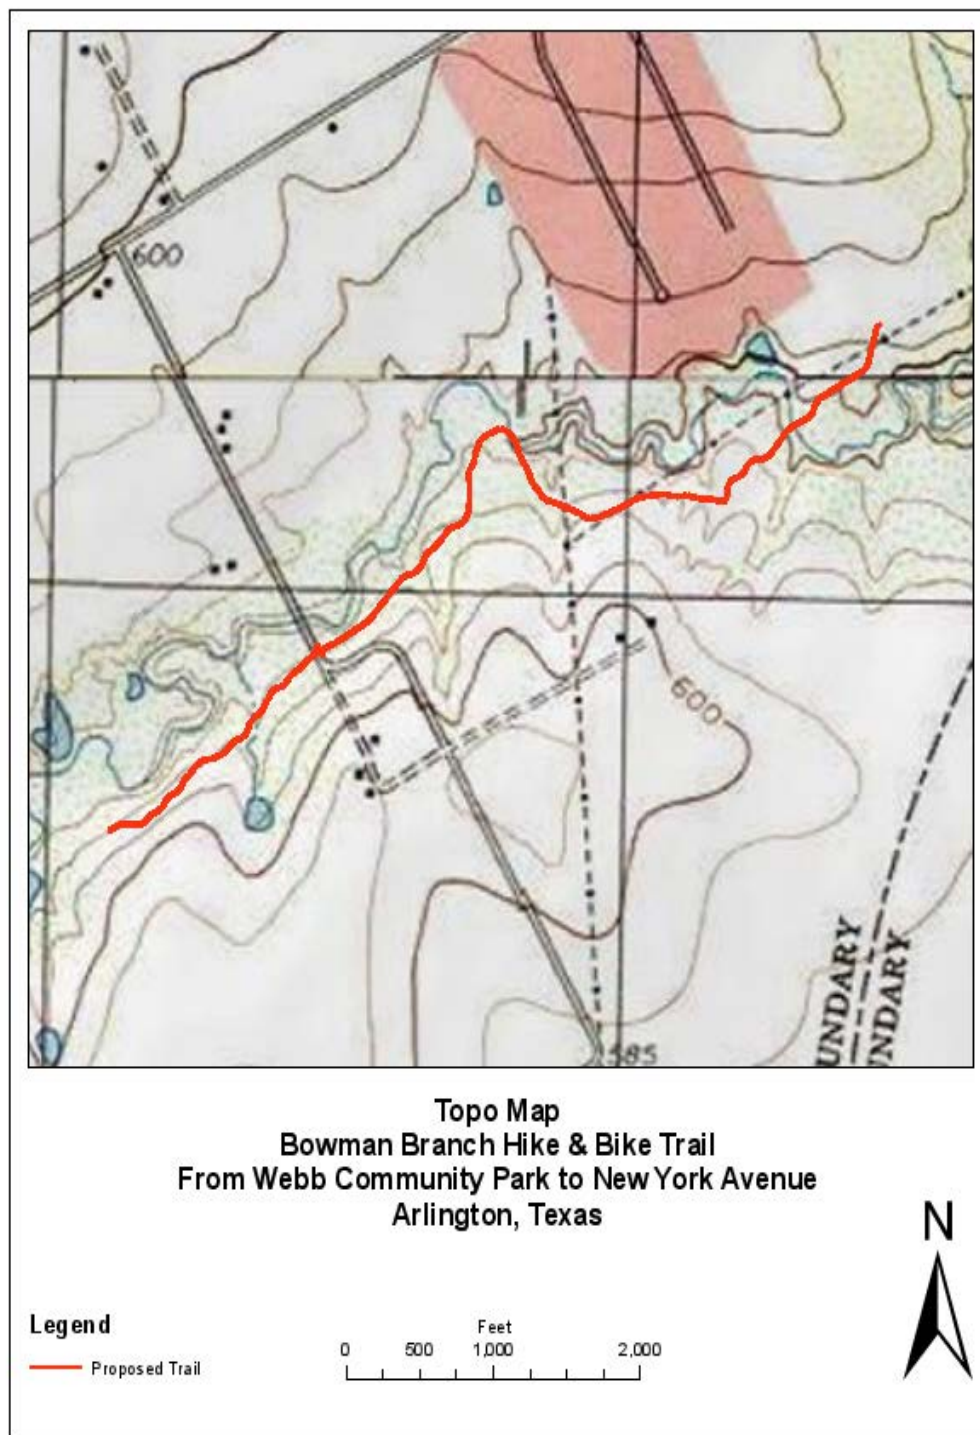 600
600
UNDARY
UNDARY
585
Topo Map
Bowman Branch Hike & Bike Trail
From Webb Community Park to New York Avenue
Arlington, Texas
N
Legend
Proposed Trail
Feet
0 500 1,000 2,000